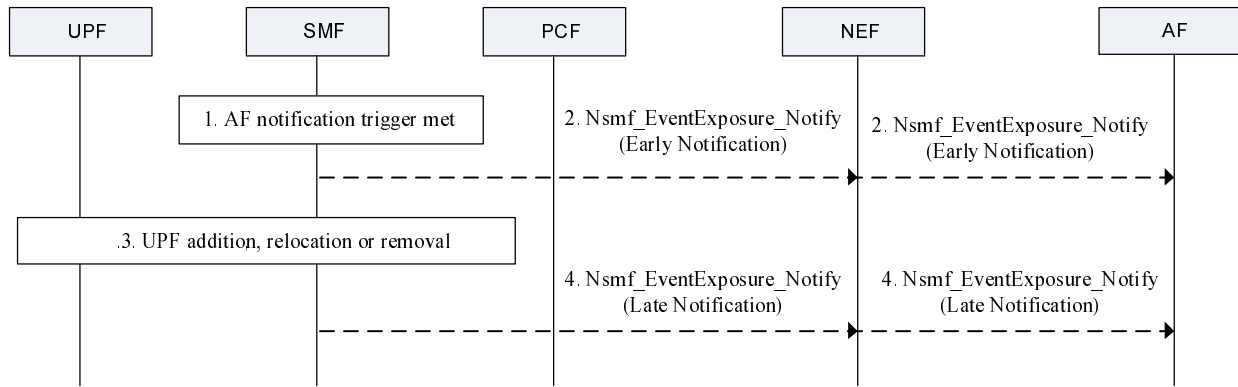 UPF
SMF
PCF
NEF
AF
1. AF notification trigger met
2. Nsmf_EventExposure_Notify
(Early Notification)
2. Nsmf_EventExposure_Notify
(Early Notification)
.3. UPF addition, relocation or removal
4. Nsmf_EventExposure_Notify
(Late Notification)
4. Nsmf_EventExposure_Notify
(Late Notification)